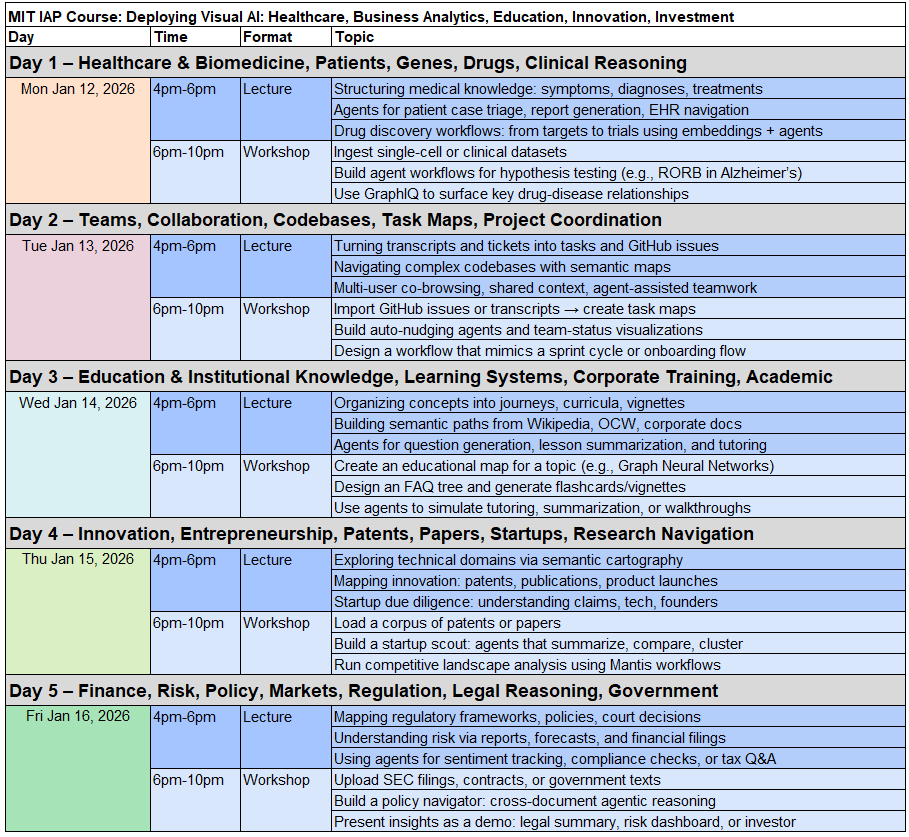 MIT IAP Course: Deploying Visual AI: Healthcare, Business Analytics, Education, Innovation, Investment
Day Time Format Topic
Day 1 – Healthcare & Biomedicine, Patients, Genes, Drugs, Clinical Reasoning
Mon Jan 12, 2026 4pm-6pm Lecture Structuring medical knowledge: symptoms, diagnoses, treatments
Agents for patient case triage, report generation, EHR navigation
Drug discovery workflows: from targets to trials using embeddings + agents
6pm-10pm Workshop Ingest single-cell or clinical datasets
Build agent workflows for hypothesis testing (e.g., RORB in Alzheimer's)
Use GraphIQ to surface key drug-disease relationships
Day 2 – Teams, Collaboration, Codebases, Task Maps, Project Coordination
Tue Jan 13, 2026 4pm-6pm Lecture Turning transcripts and tickets into tasks and GitHub issues
Navigating complex codebases with semantic maps
Multi-user co-browsing, shared context, agent-assisted teamwork
6pm-10pm Workshop Import GitHub issues or transcripts → create task maps
Build auto-nudging agents and team-status visualizations
Design a workflow that mimics a sprint cycle or onboarding flow
Day 3 – Education & Institutional Knowledge, Learning Systems, Corporate Training, Academic
Wed Jan 14, 2026 4pm-6pm Lecture Organizing concepts into journeys, curricula, vignettes
Building semantic paths from Wikipedia, OCW, corporate docs
Agents for question generation, lesson summarization, and tutoring
6pm-10pm Workshop Create an educational map for a topic (e.g., Graph Neural Networks)
Design an FAQ tree and generate flashcards/vignettes
Use agents to simulate tutoring, summarization, or walkthroughs
Day 4 – Innovation, Entrepreneurship, Patents, Papers, Startups, Research Navigation
Thu Jan 15, 2026 4pm-6pm Lecture Exploring technical domains via semantic cartography
Mapping innovation: patents, publications, product launches
Startup due diligence: understanding claims, tech, founders
6pm-10pm Workshop Load a corpus of patents or papers
Build a startup scout: agents that summarize, compare, cluster
Run competitive landscape analysis using Mantis workflows
Day 5 – Finance, Risk, Policy, Markets, Regulation, Legal Reasoning, Government
Fri Jan 16, 2026 4pm-6pm Lecture Mapping regulatory frameworks, policies, court decisions
Understanding risk via reports, forecasts, and financial filings
Using agents for sentiment tracking, compliance checks, or tax Q&A
6pm-10pm Workshop Upload SEC filings, contracts, or government texts
Build a policy navigator: cross-document agentic reasoning
Present insights as a demo: legal summary, risk dashboard, or investor